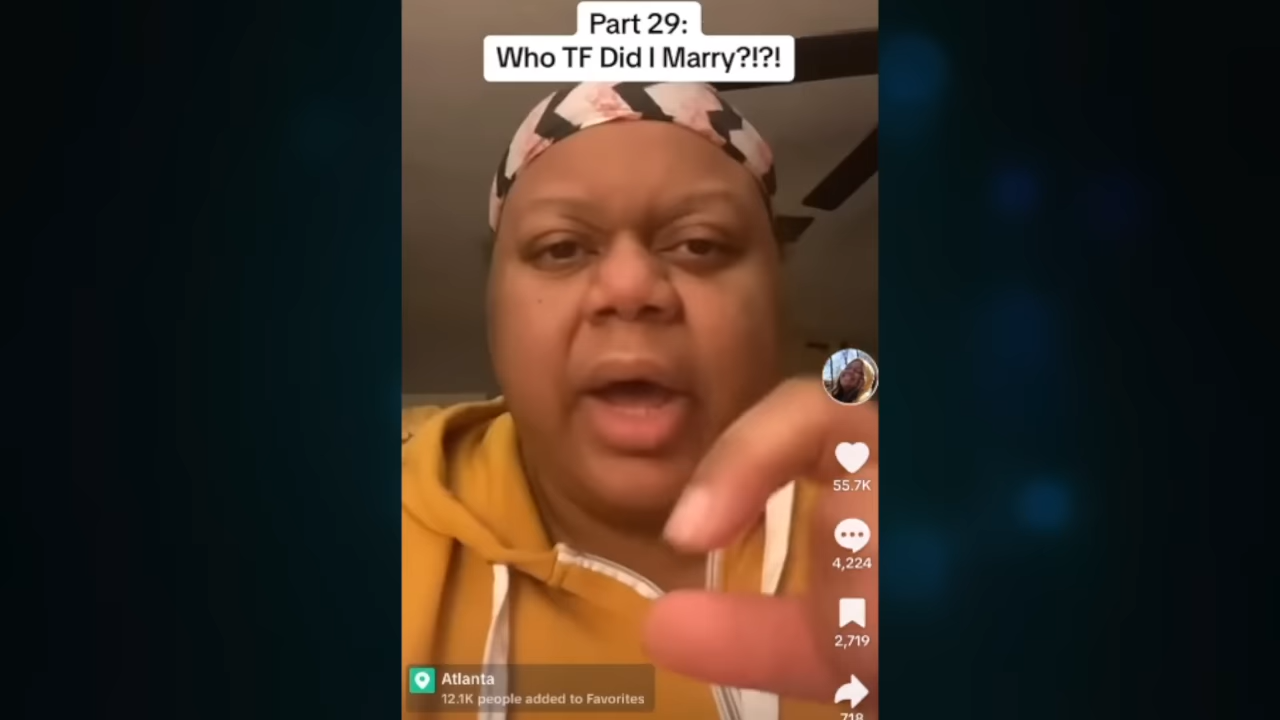 Part 29:
Who TF Did I Marry?!?!
55.7K
4,224
2,719
Atlanta
12.1K people added to Favorites
718